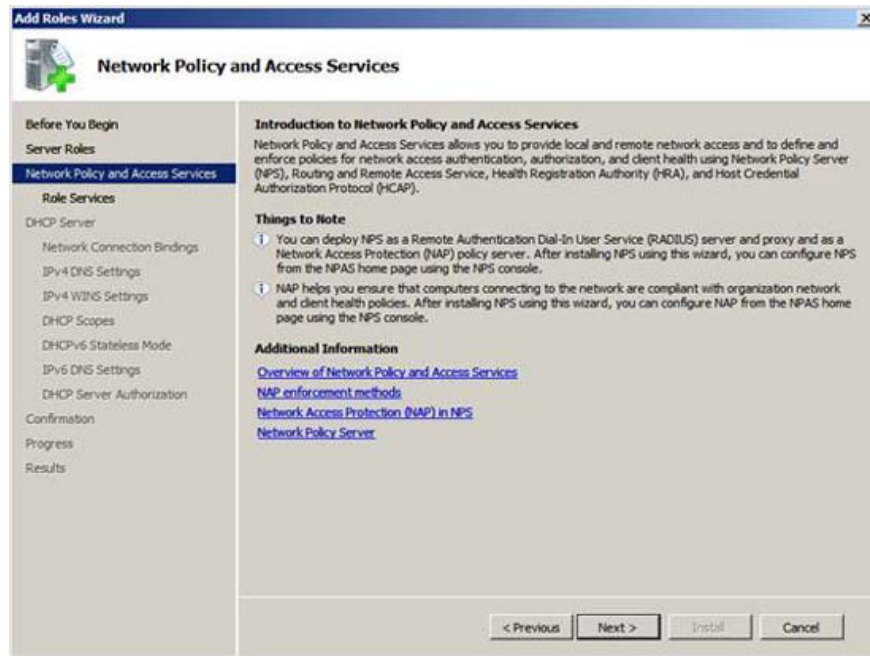 Add Roles Wizard
Network Policy and Access Services
Before You Begin
Server Roles
Network Policy and Access Services
Role Services
DHCP Server
Network Connection Bindings
IPv4 DNS Settings
IPv4 WINS Settings
DHCP Scopes
DHCPv6 Stateless Mode
IPv6 DNS Settings
DHCP Server Authorization
Confirmation
Progress
Results
Introduction to Network Policy and Access Services
Network Policy and Access Services allows you to provide local and remote network access and to define and
enforce policies for network access authentication, authorization, and client health using Network Policy Server
(NPS), Routing and Remote Access Service, Health Registration Authority (HRA), and Host Credential
Authorization Protocol (HCAP).
Things to Note
You can deploy NPS as a Remote Authentication Dial-In User Service (RADIUS) server and proxy and as a
Network Access Protection (NAP) policy server. After installing NPS using this wizard, you can configure NPS
from the NPAS home page using the NPS console.
NAP helps you ensure that computers connecting to the network are compliant with organization network
and client health policies. After installing NPS using this wizard, you can configure NAP from the NPAS home
page using the NPS console.
Additional Information
Overview of Network Policy and Access Services
NAP enforcement methods
Network Access Protection (NAP) in NPS
Network Policy Server
< Previous
Next >
Install
Cancel